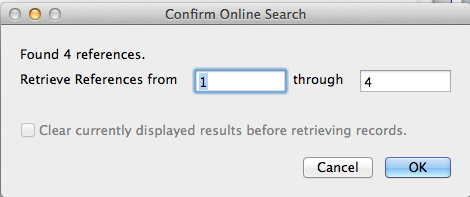 Confirm Online Search
Found 4 references.
Retrieve References from 1 through 4
Clear currently displayed results before retrieving records.
Cancel OK